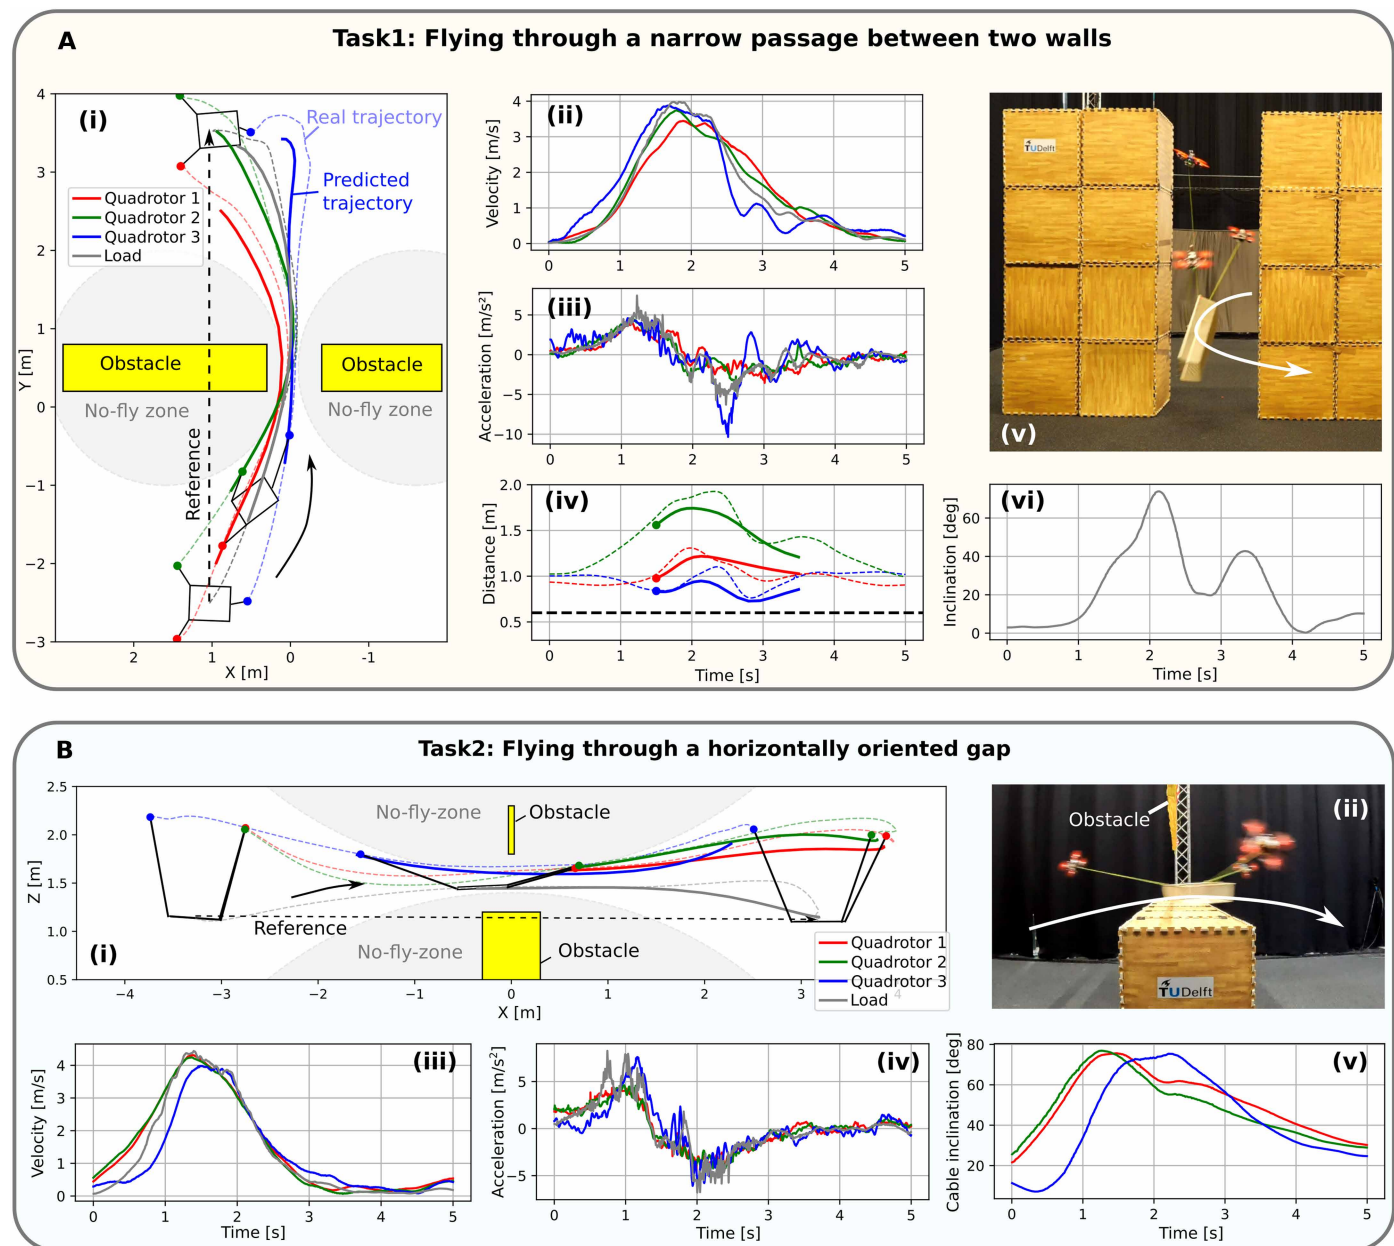 A
Task1: Flying through a narrow passage between two walls
(i)
Real trajectory
Predicted
trajectory
Quadrotor 1
Quadrotor 2
Quadrotor 3
Load
Obstacle
Obstacle
No-fly zone
No-fly zone
Reference
Y [m]
4
3
2
1
0
−1
−2
−3
2
1
0
-1
X [m]
(ii)
Velocity [m/s]
4
3
2
1
0
0
1
2
3
4
5
(iii)
Acceleration [m/s²]
5
0
−5
−10
0
1
2
3
4
5
(iv)
Distance [m]
2.0
1.5
1.0
0.5
0
1
2
3
4
5
Time [s]
TUDelft
(v)
(vi)
Inclination [deg]
60
40
20
0
0
1
2
3
4
5
Time [s]
B
Task2: Flying through a horizontally oriented gap
Z [m]
2.5
2.0
1.5
1.0
0.5
No-fly-zone
Obstacle
Reference
(i)
No-fly-zone
Obstacle
Quadrotor 1
Quadrotor 2
Quadrotor 3
Load
−4
−3
−2
−1
0
1
2
3
4
X [m]
(ii)
Obstacle
TUDelft
(iii)
Velocity [m/s]
4
3
2
1
0
0
1
2
3
4
5
Time [s]
(iv)
Acceleration [m/s²]
5
0
−5
0
1
2
3
4
5
Time [s]
(v)
Cable inclination [deg]
80
60
40
20
0
1
2
3
4
5
Time [s]